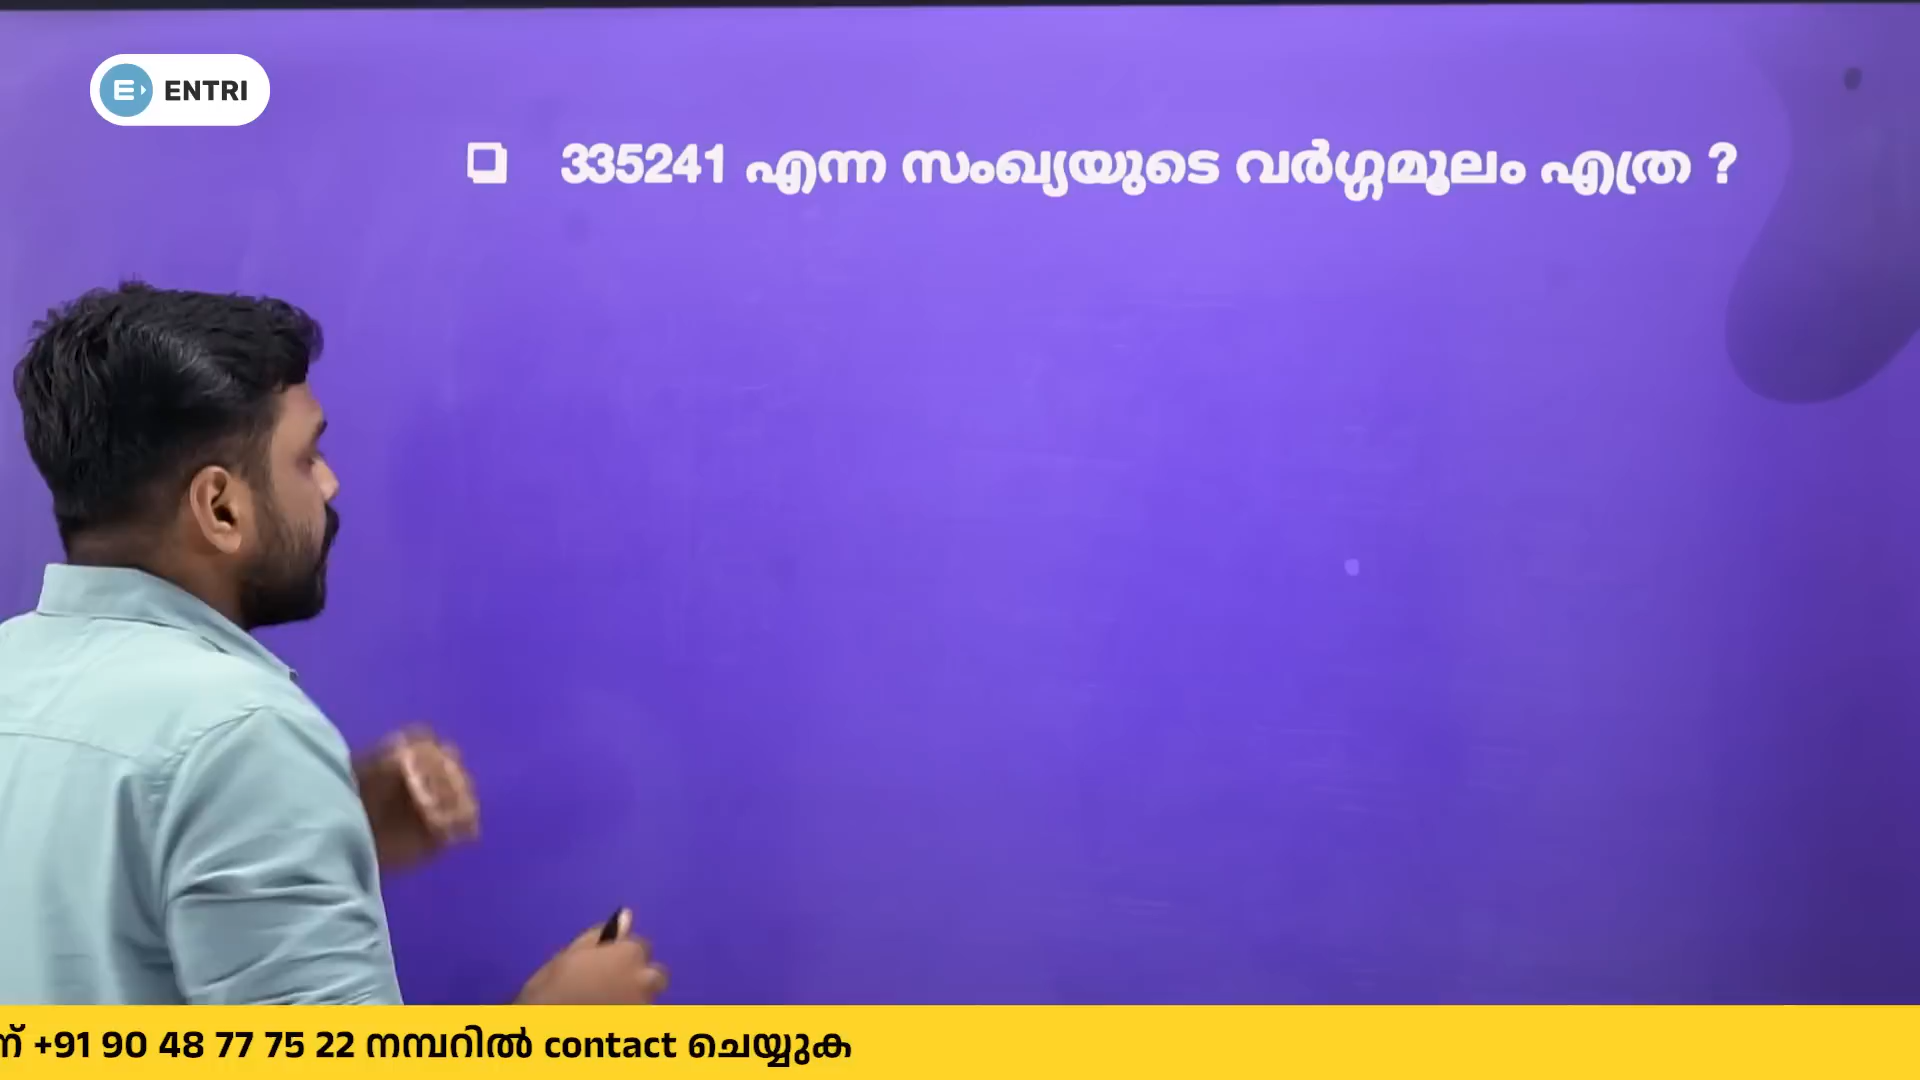 ENTRI
335241 എന്ന സംഖ്യയുടെ വർഗ്ഗമൂലം എത്ര ?
+91 90 48 77 75 22 നമ്പറിൽ contact ചെയ്യുക